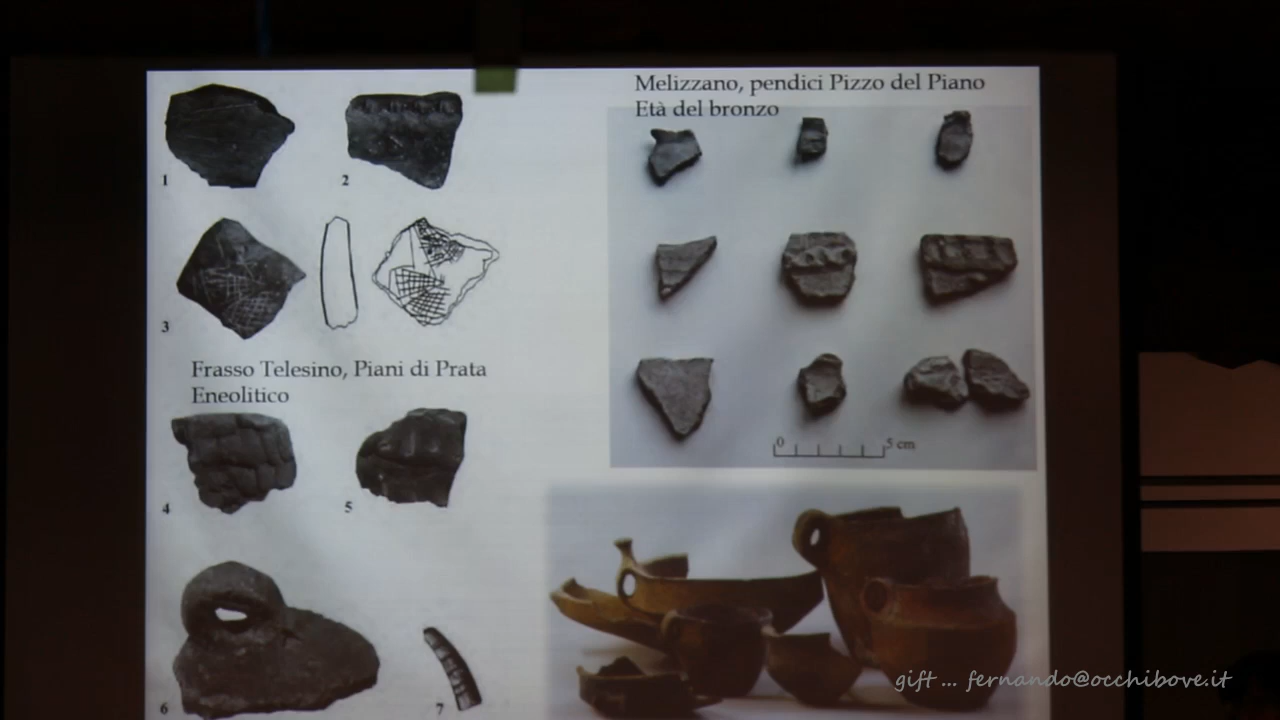 Melizzano, pendici Pizzo del Piano
Età del bronzo
1
2
3
Frasso Telesino, Piani di Prata
Eneolitico
4
5
0 5 cm
6
7
gift ... fernando@occhibove.it